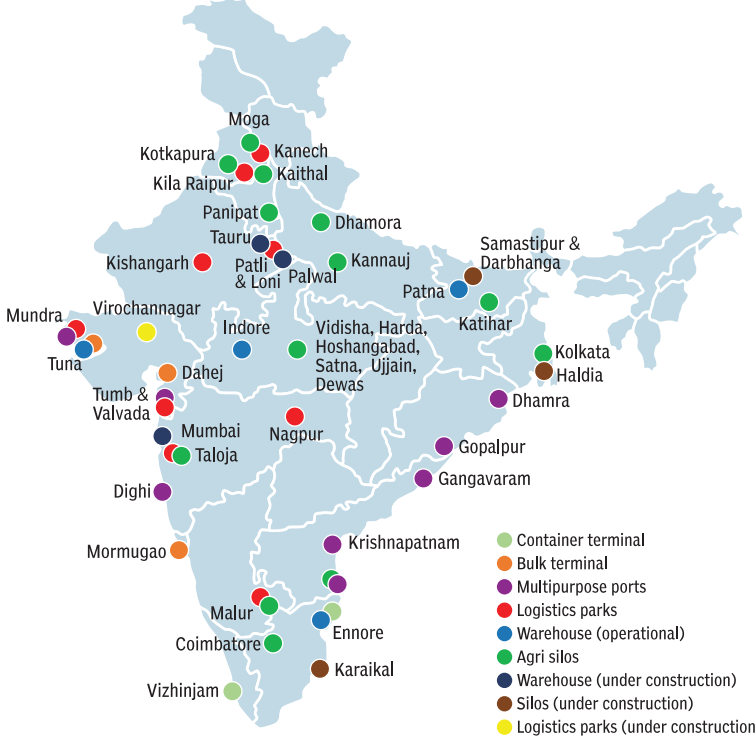 Moga
Kotkapura
Kanech
Kila Raipur
Kaithal
Panipat
Dhamora
Tauru
Samastipur &
Darbhanga
Kishangarh
Patli
& Loni
Palwal
Kannauj
Patna
Katihar
Mundra
Virochannagar
Tuna
Indore
Vidisha, Harda,
Hoshangabad,
Satna, Ujjain,
Dewas
Kolkata
Haldia
Dahej
Tumb &
Valvada
Dhamra
Mumbai
Nagpur
Taloja
Gopalpur
Gangavaram
Dighi
Mormugao
Krishnapatnam
Malur
Ennore
Coimbatore
Karaikal
Vizhinjam
Container terminal
Bulk terminal
Multipurpose ports
Logistics parks
Warehouse (operational)
Agri silos
Warehouse (under construction)
Silos (under construction)
Logistics parks (under construction